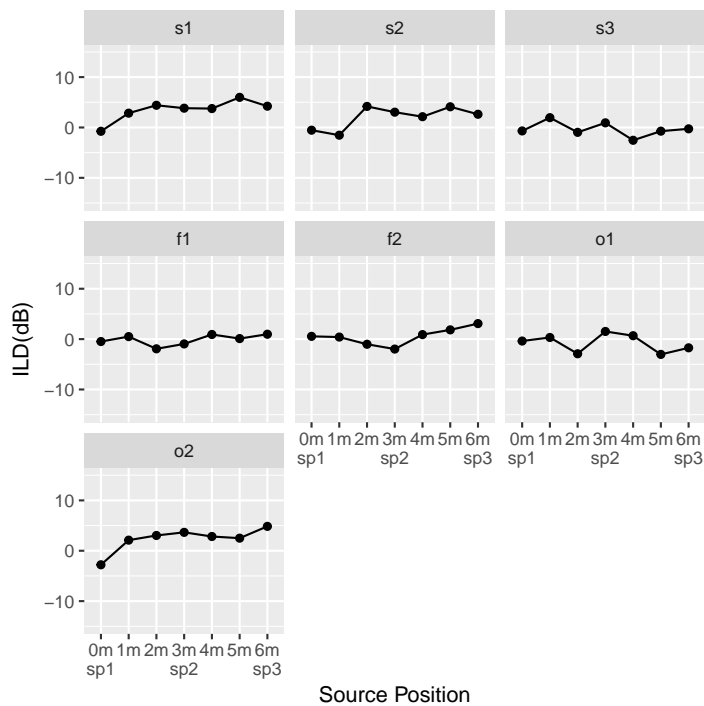 s1 s2 s3
10
0
−10
f1 f2 o1
10
0
−10
ILD(dB)
0m 1m 2m 3m 4m 5m 6m 0m 1m 2m 3m 4m 5m 6m
sp1 sp2 sp3 sp1 sp2 sp3
o2
10
0
−10
0m 1m 2m 3m 4m 5m 6m
sp1 sp2 sp3
Source Position